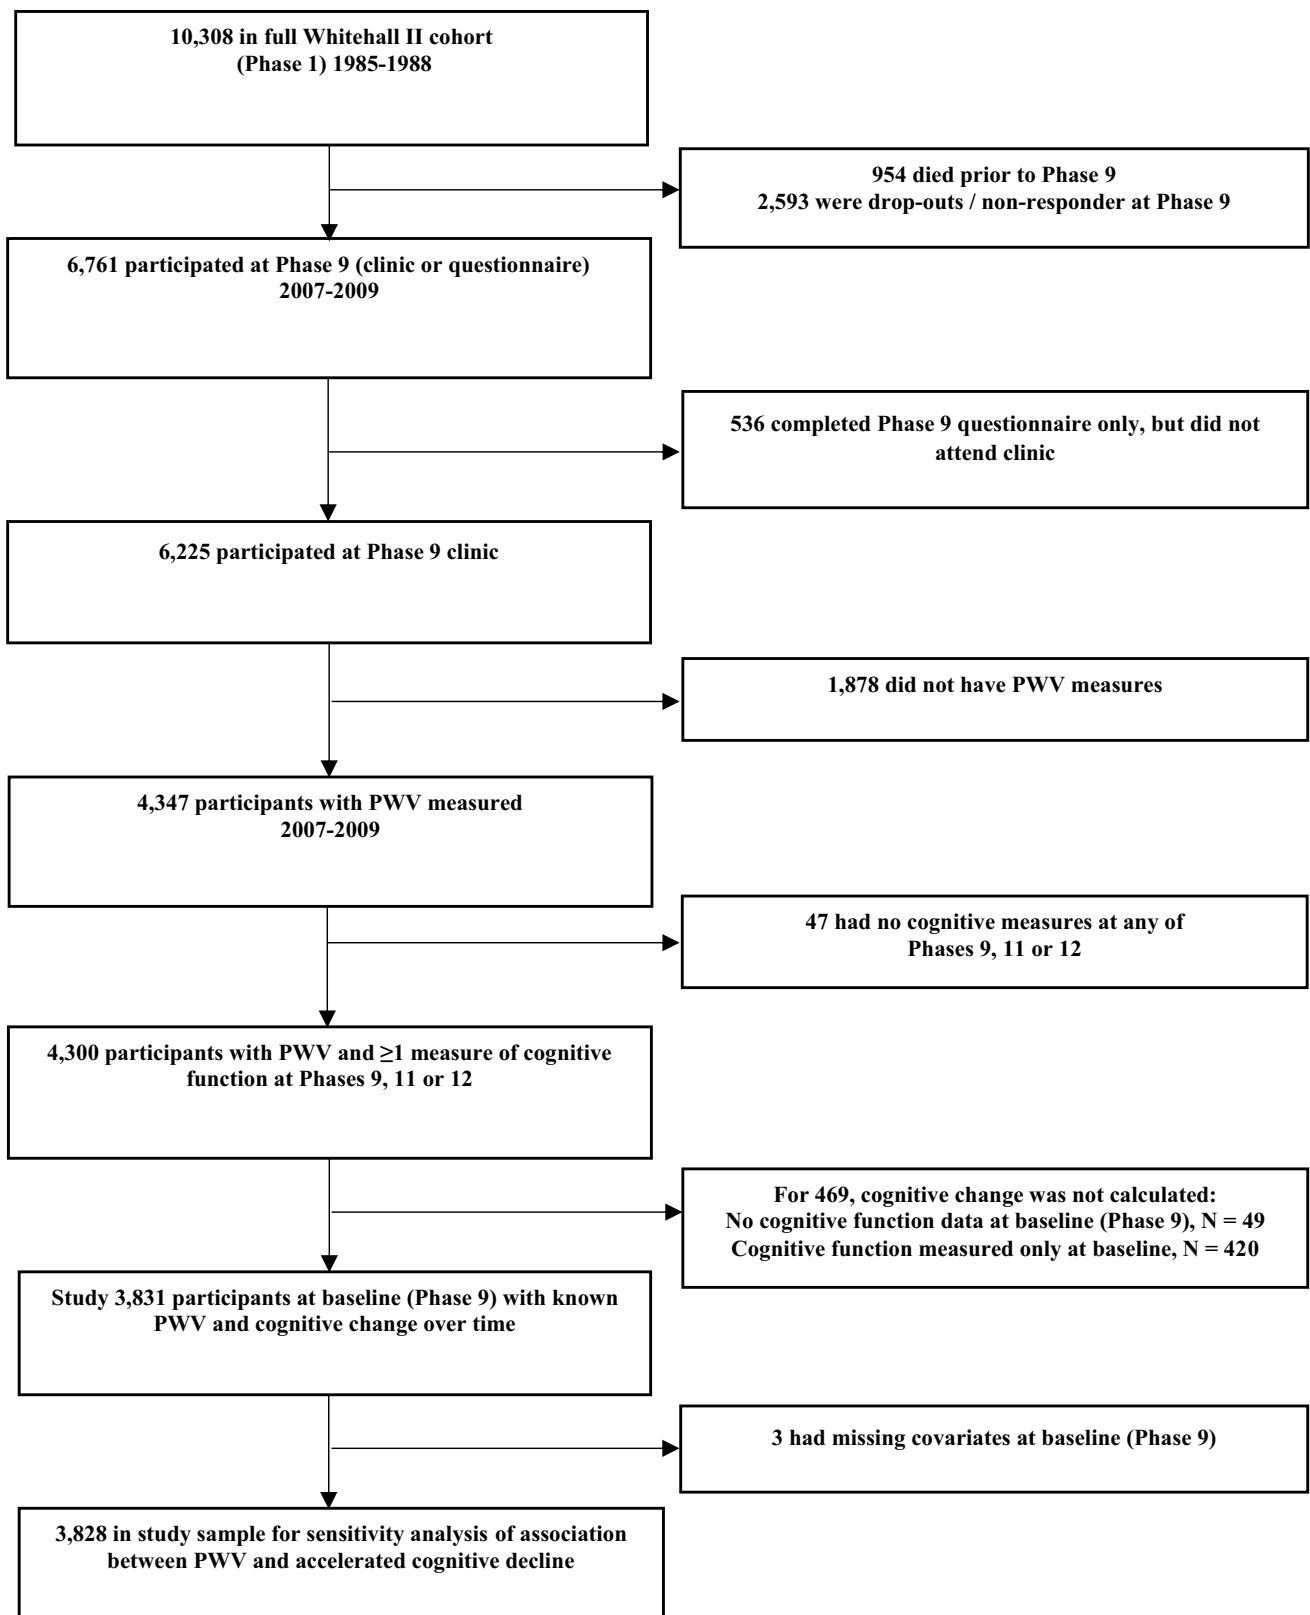 10,308 in full Whitehall II cohort
(Phase 1) 1985-1988
954 died prior to Phase 9
2,593 were drop-outs / non-responder at Phase 9
6,761 participated at Phase 9 (clinic or questionnaire)
2007-2009
536 completed Phase 9 questionnaire only, but did not
attend clinic
6,225 participated at Phase 9 clinic
1,878 did not have PWV measures
4,347 participants with PWV measured
2007-2009
47 had no cognitive measures at any of
Phases 9, 11 or 12
4,300 participants with PWV and ≥1 measure of cognitive
function at Phases 9, 11 or 12
For 469, cognitive change was not calculated:
No cognitive function data at baseline (Phase 9), N = 49
Cognitive function measured only at baseline, N = 420
Study 3,831 participants at baseline (Phase 9) with known
PWV and cognitive change over time
3 had missing covariates at baseline (Phase 9)
3,828 in study sample for sensitivity analysis of association
between PWV and accelerated cognitive decline